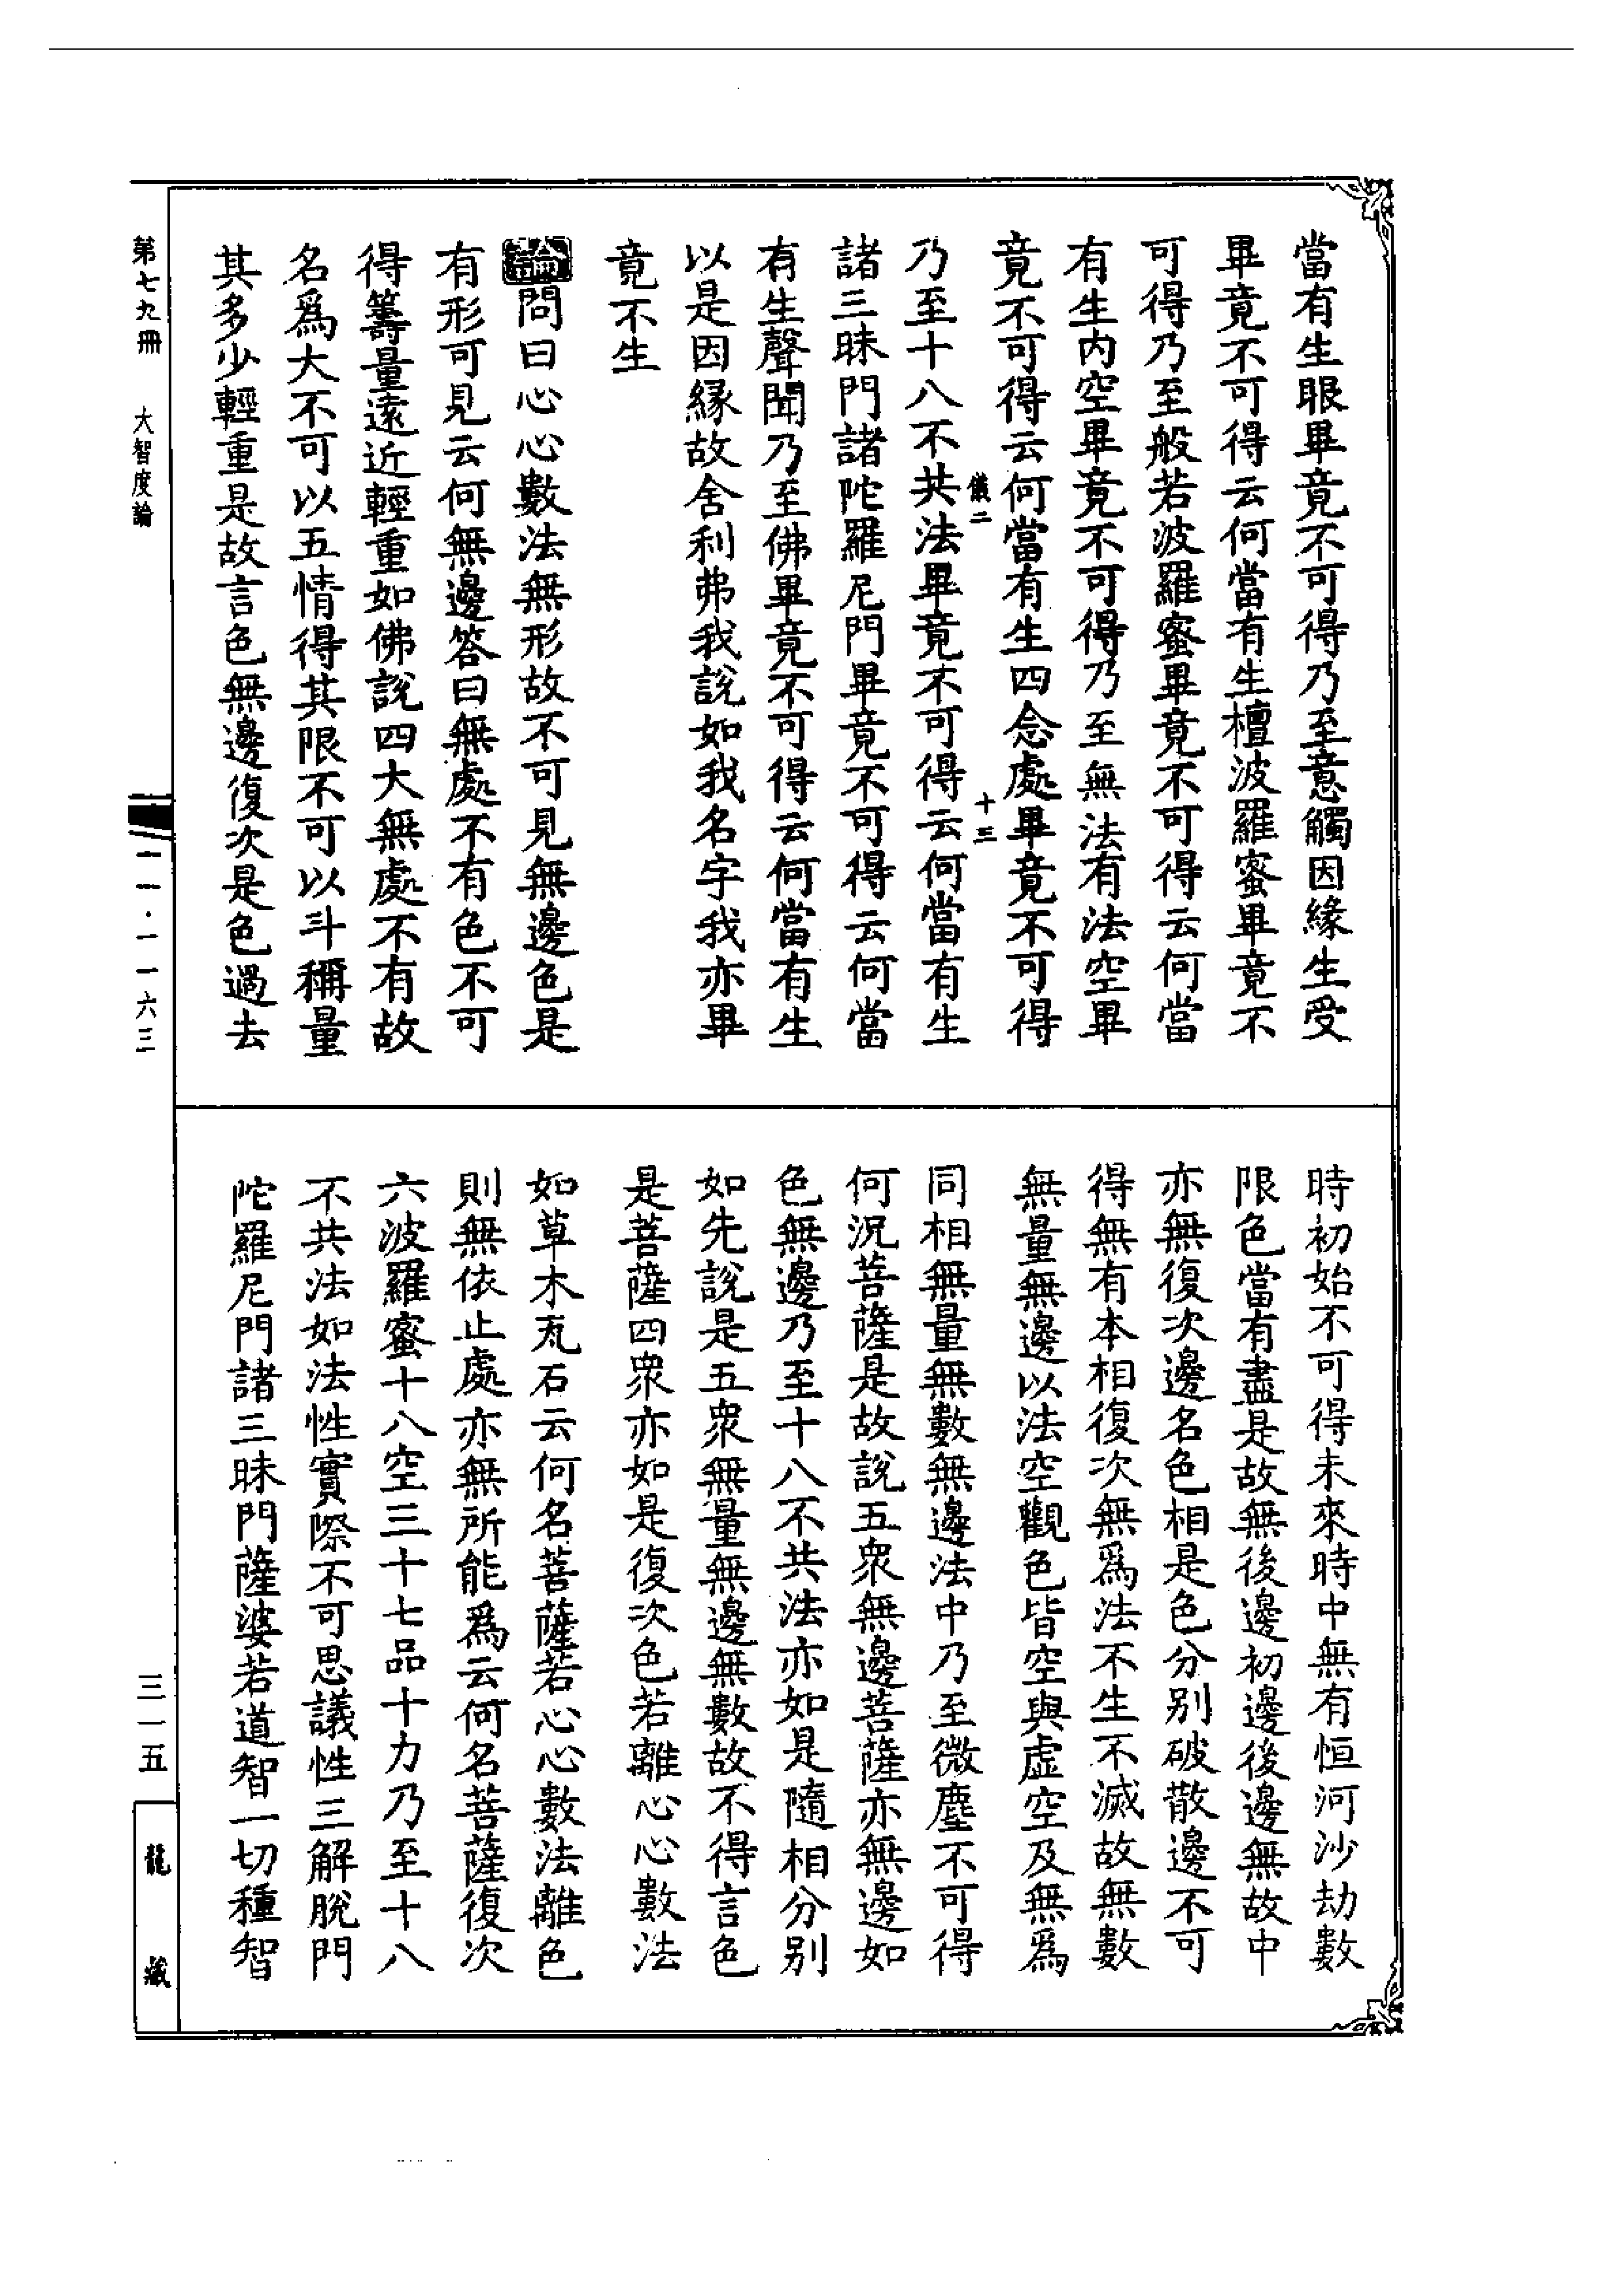 當有生眼畢竟不可得乃至意觸因緣生受
畢竟不可得云何當有生檀波羅蜜畢竟不
可得乃至般若波羅蜜畢竟不可得云何當
有生內空畢竟不可得乃至無法有法空畢
竟不可得云何當有生四念處畢竟不可得
儀二
十三
乃至十八不共法畢竟不可得云何當有生
諸三昧門諸陀羅尼門畢竟不可得云何當
有生聲聞乃至佛畢竟不可得云何當有生
以是因緣故舍利弗我說如我名字我亦畢
竟不生
論問曰心心數法無形故不可見無邊色是
有形可見云何無邊答曰無處不有色不可
得籌量遠近輕重如佛說四大無處不有故
名爲大不可以五情得其限不可以斗稱量
其多少輕重是故言色無邊復次是色過去
時初始不可得未來時中無有恒河沙劫數
限色當有盡是故無後邊初邊後邊無故中
亦無復次邊名色相是色分別破散邊不可
得無有本相復次無爲法不生不滅故無數
無量無邊以法空觀色皆空與虛空及無爲
同相無量無數無邊法中乃至微塵不可得
何況菩薩是故說五眾無邊菩薩亦無邊如
色無邊乃至十八不共法亦如是隨相分別
如先說是五眾無量無邊無數故不得言色
是菩薩四眾亦如是復次色若離心心數法
如草木瓦石云何名菩薩若心心數法離色
則無依止處亦無所能爲云何名菩薩復次
六波羅蜜十八空三十七品十力乃至十八
不共法如法性實際不可思議性三解脫門
陀羅尼門諸三昧門薩婆若道智一切種智
第七九冊
大智度論
二一·一一六三
三一五
龍藏